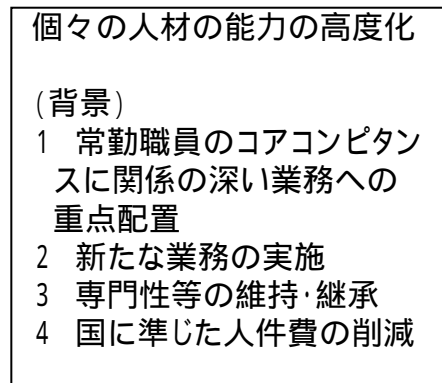 個々の人材の能力の高度化
(背景)
1 常勤職員のコアコンピタン
スに関係の深い業務への
重点配置
2 新たな業務の実施
3 専門性等の維持・継承
4 国に準じた人件費の削減